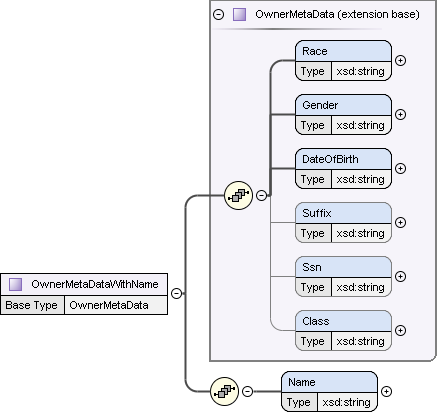 OwnerMetaData (extension base)
Race
Type xsd:string
Gender
Type xsd:string
DateOfBirth
Type xsd:string
Suffix
Type xsd:string
Ssn
Type xsd:string
Class
Type xsd:string
OwnerMetaDataWithName
Base Type OwnerMetaData
Name
Type xsd:string